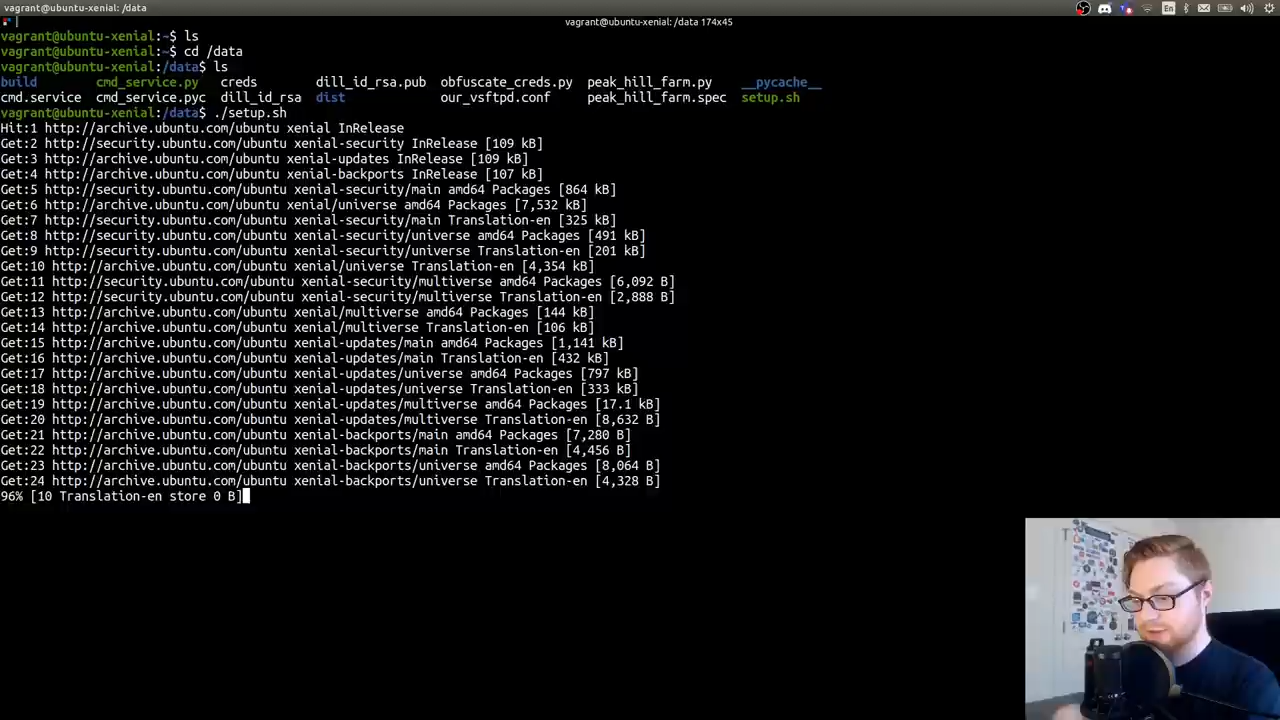 vagrant@ubuntu-xenial: /data
En
vagrant@ubuntu-xenial: /data 174x45
vagrant@ubuntu-xenial:~$ ls
vagrant@ubuntu-xenial:~$ cd /data
vagrant@ubuntu-xenial:/data$ ls
build cmd_service.py creds dill_id_rsa.pub obfuscate_creds.py peak_hill_farm.py __pycache__
cmd.service cmd_service.pyc dill_id_rsa dist our_vsftpd.conf peak_hill_farm.spec setup.sh
vagrant@ubuntu-xenial:/data$ ./setup.sh
Hit:1 http://archive.ubuntu.com/ubuntu xenial InRelease
Get:2 http://security.ubuntu.com/ubuntu xenial-security InRelease [109 kB]
Get:3 http://archive.ubuntu.com/ubuntu xenial-updates InRelease [109 kB]
Get:4 http://archive.ubuntu.com/ubuntu xenial-backports InRelease [107 kB]
Get:5 http://security.ubuntu.com/ubuntu xenial-security/main amd64 Packages [864 kB]
Get:6 http://archive.ubuntu.com/ubuntu xenial/universe amd64 Packages [7,532 kB]
Get:7 http://security.ubuntu.com/ubuntu xenial-security/main Translation-en [325 kB]
Get:8 http://security.ubuntu.com/ubuntu xenial-security/universe amd64 Packages [491 kB]
Get:9 http://security.ubuntu.com/ubuntu xenial-security/universe Translation-en [201 kB]
Get:10 http://archive.ubuntu.com/ubuntu xenial/universe Translation-en [4,354 kB]
Get:11 http://security.ubuntu.com/ubuntu xenial-security/multiverse amd64 Packages [6,092 B]
Get:12 http://security.ubuntu.com/ubuntu xenial-security/multiverse Translation-en [2,888 B]
Get:13 http://archive.ubuntu.com/ubuntu xenial/multiverse amd64 Packages [144 kB]
Get:14 http://archive.ubuntu.com/ubuntu xenial/multiverse Translation-en [106 kB]
Get:15 http://archive.ubuntu.com/ubuntu xenial-updates/main amd64 Packages [1,141 kB]
Get:16 http://archive.ubuntu.com/ubuntu xenial-updates/main Translation-en [432 kB]
Get:17 http://archive.ubuntu.com/ubuntu xenial-updates/universe amd64 Packages [797 kB]
Get:18 http://archive.ubuntu.com/ubuntu xenial-updates/universe Translation-en [333 kB]
Get:19 http://archive.ubuntu.com/ubuntu xenial-updates/multiverse amd64 Packages [17.1 kB]
Get:20 http://archive.ubuntu.com/ubuntu xenial-updates/multiverse Translation-en [8,632 B]
Get:21 http://archive.ubuntu.com/ubuntu xenial-backports/main amd64 Packages [7,280 B]
Get:22 http://archive.ubuntu.com/ubuntu xenial-backports/main Translation-en [4,456 B]
Get:23 http://archive.ubuntu.com/ubuntu xenial-backports/universe amd64 Packages [8,064 B]
Get:24 http://archive.ubuntu.com/ubuntu xenial-backports/universe Translation-en [4,328 B]
96% [10 Translation-en store 0 B]